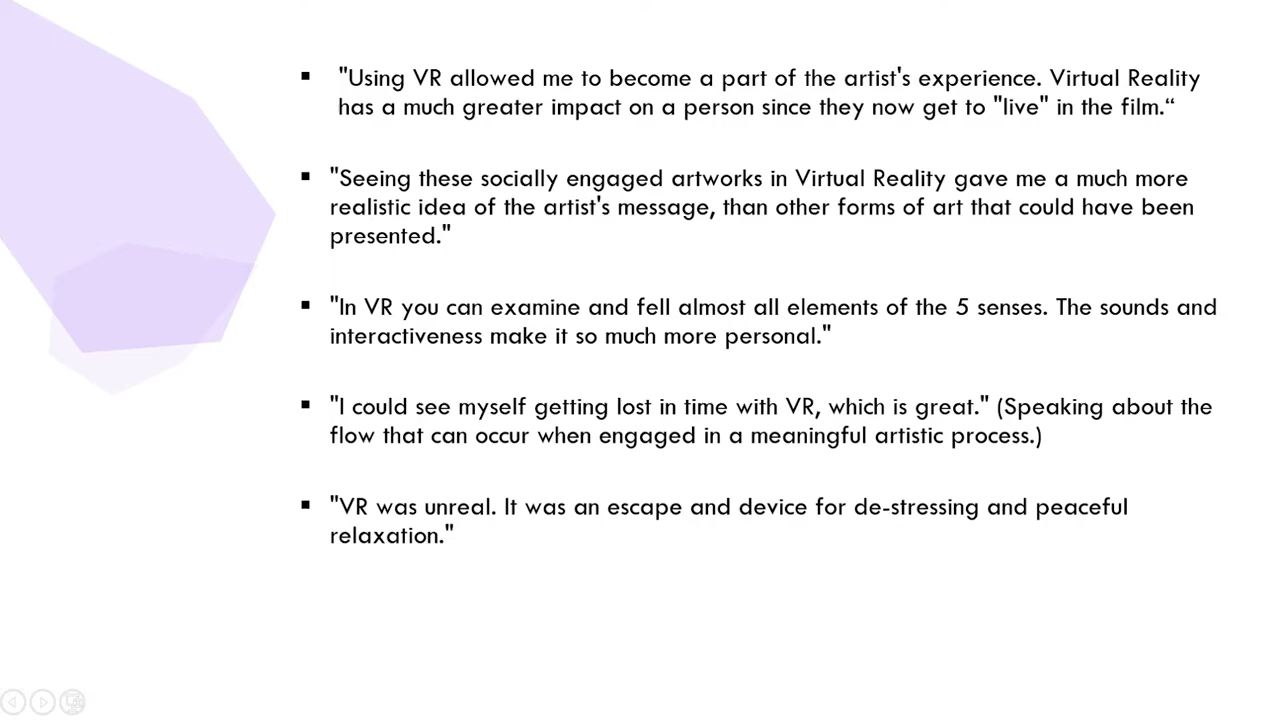 ▪ "Using VR allowed me to become a part of the artist's experience. Virtual Reality
has a much greater impact on a person since they now get to "live" in the film.“
▪ "Seeing these socially engaged artworks in Virtual Reality gave me a much more
realistic idea of the artist's message, than other forms of art that could have been
presented."
▪ "In VR you can examine and fell almost all elements of the 5 senses. The sounds and
interactiveness make it so much more personal."
▪ "I could see myself getting lost in time with VR, which is great." (Speaking about the
flow that can occur when engaged in a meaningful artistic process.)
▪ "VR was unreal. It was an escape and device for de-stressing and peaceful
relaxation."